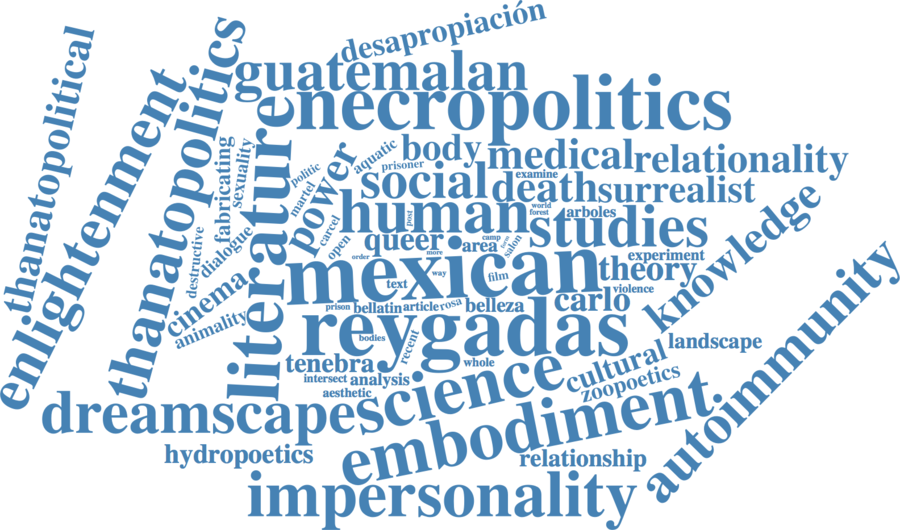 desapropiación
guatemalan
necropolitics
thanatopolitical
enlightenment
thanatopolitics
literature
fabricating
sexuality
politic
martel
power
aquatic
prisoner
body
medical
relationality
examine
social
death
surrealist
destructive
dialogue
carcel
open
human
post
world
forest
arboles
studies
knowledge
queer
area
camp
salon
order
more
way
mexican
text
film
theory
experiment
violence
cinema
animality
prison
bellatin
article
rosa
belleza
carlo
reygadas
bodies
recent
landscape
tenebra
whole
intersect
analysis
aesthetic
cultural
zoopoetics
dreamscape
science
embodiment
autoimmunity
hydropoetics
relationship
impersonality